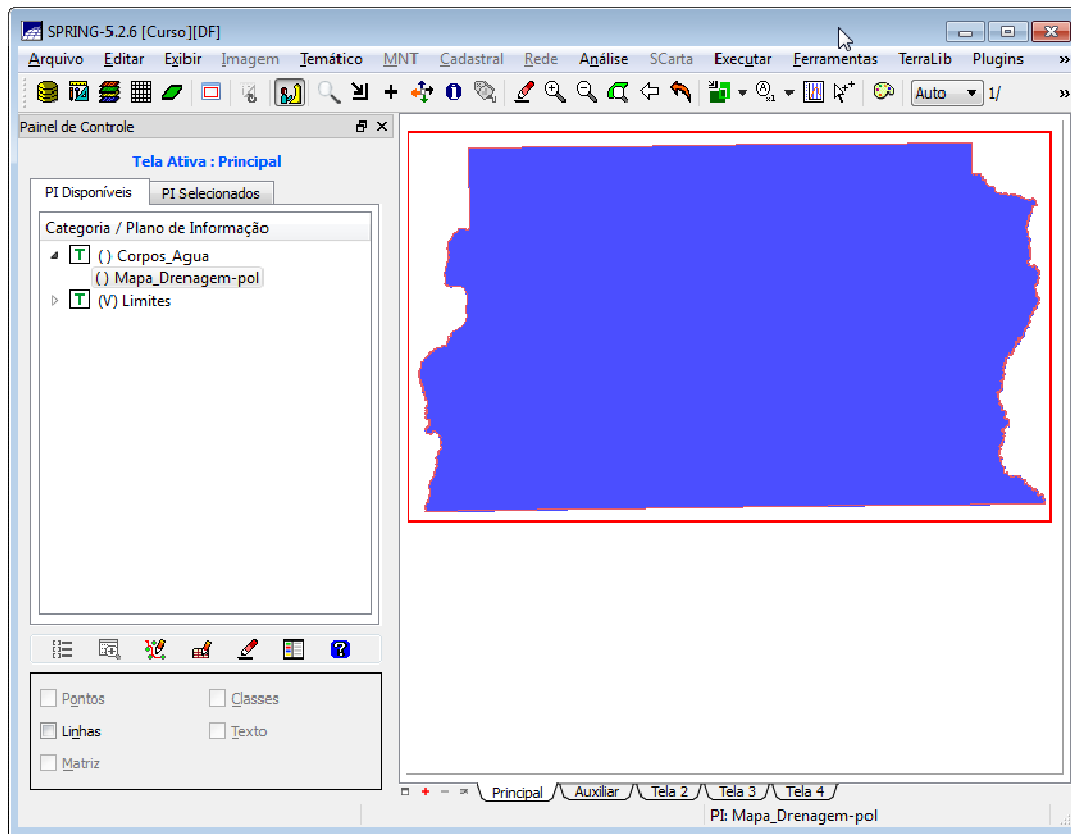 SPRING-5.2.6 [Curso][DF]
Arquivo Editar Exibir Imagem Temático MNT Cadastral Rede Análise SCarta Executar Ferramentas TerraLib Plugins »
Auto 1/ »
Painel de Controle
Tela Ativa : Principal
PI Disponíveis PI Selecionados
Categoria / Plano de Informação
T () Corpos_Agua
() Mapa_Drenagem-pol
T (V) Limites
Pontos Classes
Linhas Texto
Matriz
Principal Auxiliar Tela 2 Tela 3 Tela 4
PI: Mapa_Drenagem-pol